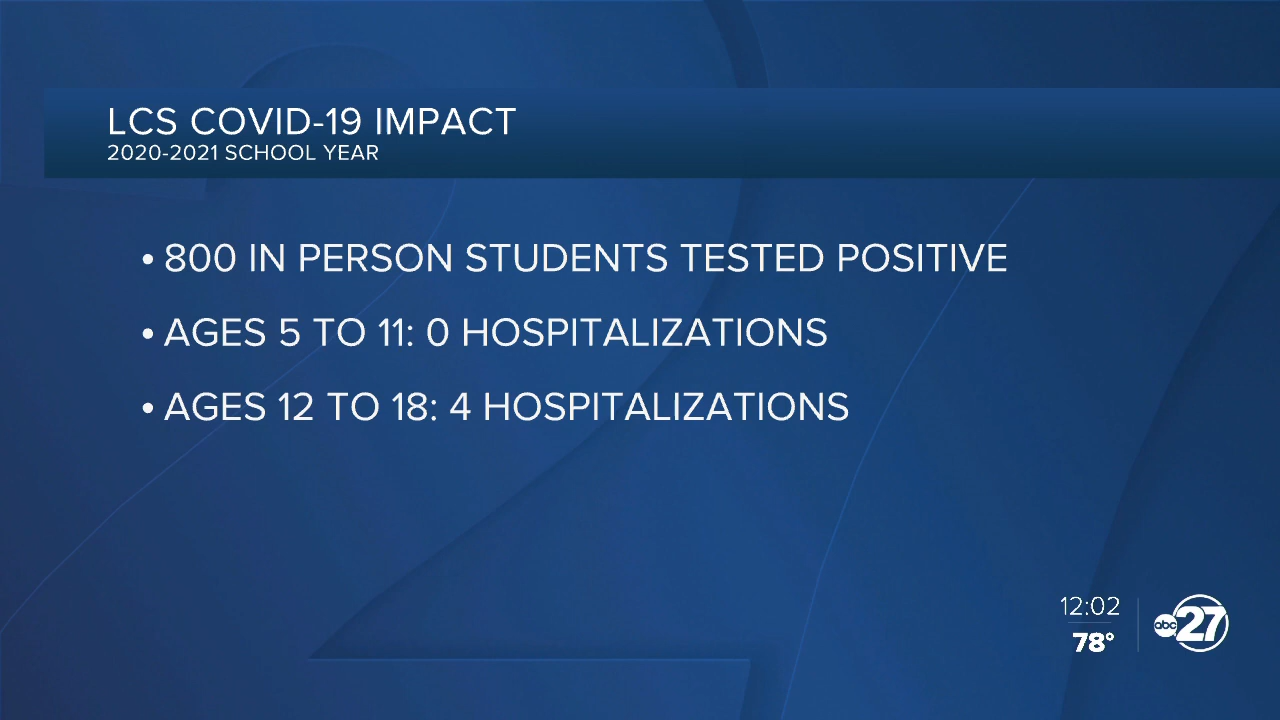 LCS COVID-19 IMPACT
2020-2021 SCHOOL YEAR
• 800 IN PERSON STUDENTS TESTED POSITIVE
• AGES 5 TO 11: 0 HOSPITALIZATIONS
• AGES 12 TO 18: 4 HOSPITALIZATIONS
12:02
78°
abc 27